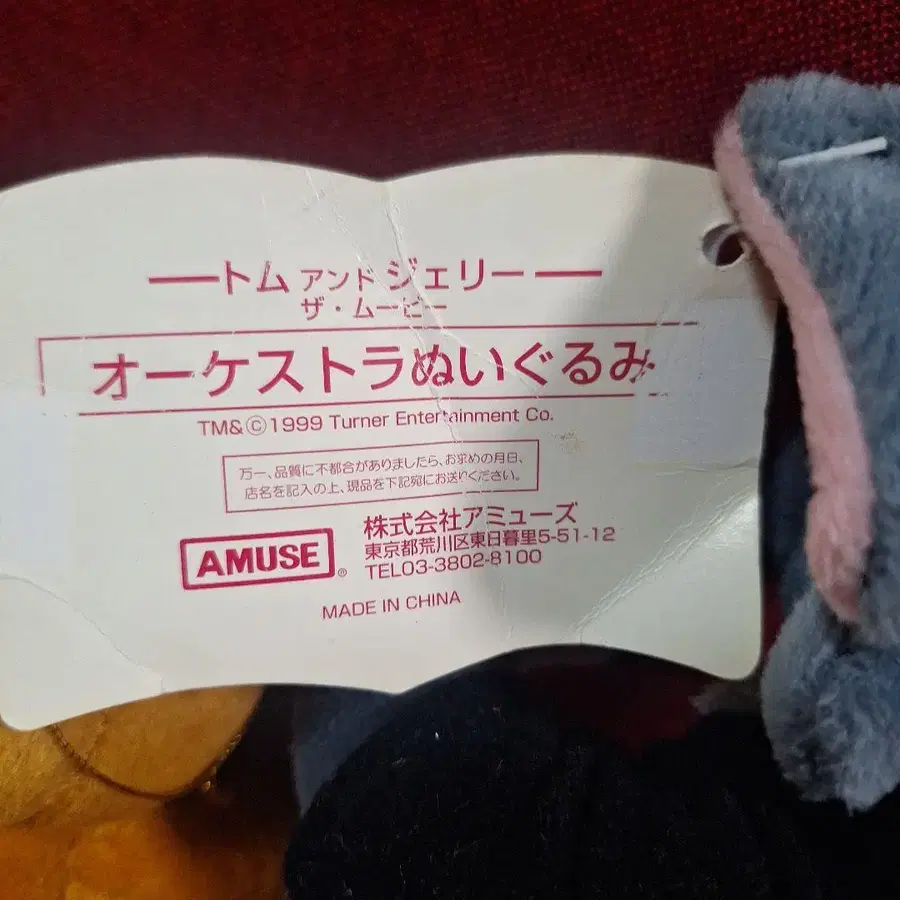 トム アンド ジェリー
ザ・ムービー
オーケストラぬいぐるみ
TM&©1999 Turner Entertainment Co.
万一、品質に不都合がありましたら、お求めの月日、
店名を記入の上、現品を下記宛にお送りください。
AMUSE®
株式会社アミューズ
東京都荒川区東日暮里5-51-12
TEL03-3802-8100
MADE IN CHINA